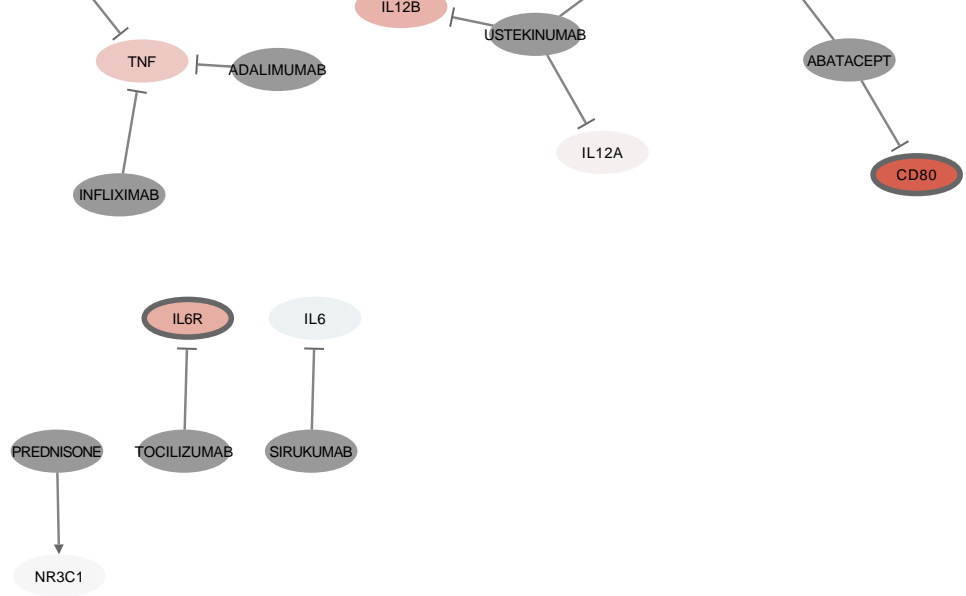 IL12B
USTEKINUMAB
TNF
ADALIMUMAB
ABATACEPT
IL12A
CD80
INFLIXIMAB
IL6R
IL6
PREDNISONE
TOCILIZUMAB
SIRUKUMAB
NR3C1